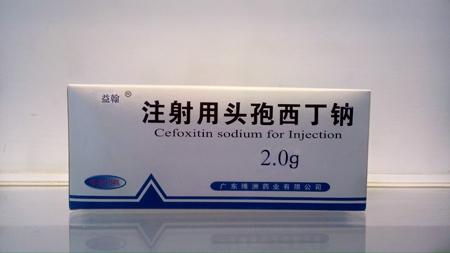 益翰®
注射用头孢西丁钠
Cefoxitin sodium for Injection
2.0g
广东博洲药业有限公司